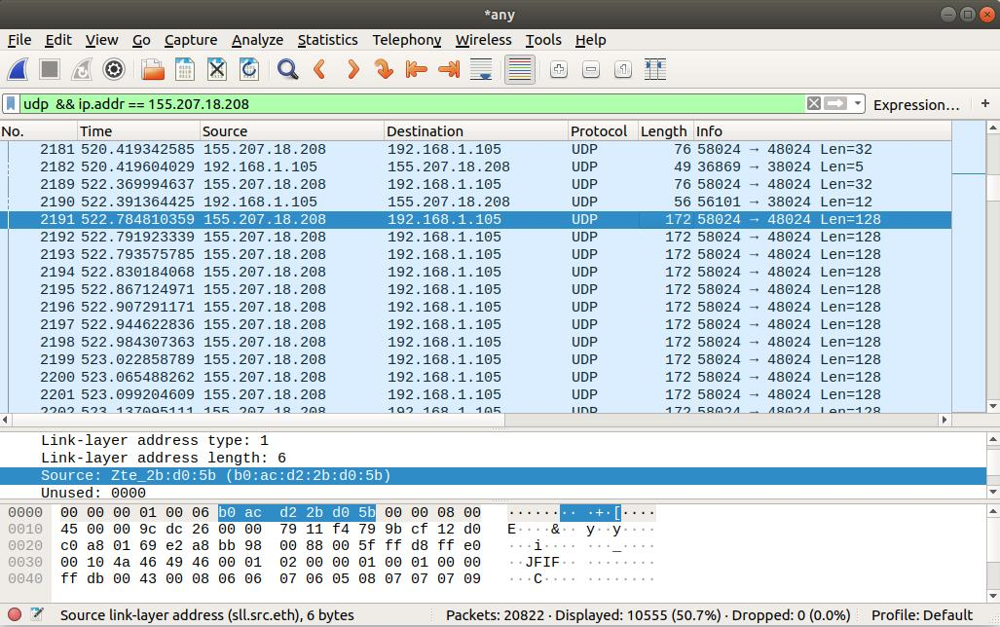 *any
File Edit View Go Capture Analyze Statistics Telephony Wireless Tools Help
udp && ip.addr == 155.207.18.208 Expression… +
No. Time Source Destination Protocol Length Info
2181 520.419342585 155.207.18.208 192.168.1.105 UDP 76 58024 → 48024 Len=32
2182 520.419604029 192.168.1.105 155.207.18.208 UDP 49 36869 → 38024 Len=5
2189 522.369994637 155.207.18.208 192.168.1.105 UDP 76 58024 → 48024 Len=32
2190 522.391364425 192.168.1.105 155.207.18.208 UDP 56 56101 → 38024 Len=12
2191 522.784810359 155.207.18.208 192.168.1.105 UDP 172 58024 → 48024 Len=128
2192 522.791923339 155.207.18.208 192.168.1.105 UDP 172 58024 → 48024 Len=128
2193 522.793575785 155.207.18.208 192.168.1.105 UDP 172 58024 → 48024 Len=128
2194 522.830184068 155.207.18.208 192.168.1.105 UDP 172 58024 → 48024 Len=128
2195 522.867124971 155.207.18.208 192.168.1.105 UDP 172 58024 → 48024 Len=128
2196 522.907291171 155.207.18.208 192.168.1.105 UDP 172 58024 → 48024 Len=128
2197 522.944622836 155.207.18.208 192.168.1.105 UDP 172 58024 → 48024 Len=128
2198 522.984307363 155.207.18.208 192.168.1.105 UDP 172 58024 → 48024 Len=128
2199 523.022858789 155.207.18.208 192.168.1.105 UDP 172 58024 → 48024 Len=128
2200 523.065488262 155.207.18.208 192.168.1.105 UDP 172 58024 → 48024 Len=128
2201 523.099204609 155.207.18.208 192.168.1.105 UDP 172 58024 → 48024 Len=128
2202 523.137095111 155.207.18.208 192.168.1.105 UDP 172 58024 → 48024 Len=128
Link-layer address type: 1
Link-layer address length: 6
Source: Zte_2b:d0:5b (b0:ac:d2:2b:d0:5b)
Unused: 0000
0000 00 00 00 01 00 06 b0 ac d2 2b d0 5b 00 00 08 00 ········ ·+·[····
0010 45 00 00 9c dc 26 00 00 79 11 f4 79 9b cf 12 d0 E····&·· y··y····
0020 c0 a8 01 69 e2 a8 bb 98 00 88 00 5f ff d8 ff e0 ···i···· ···_····
0030 00 10 4a 46 49 46 00 01 02 00 00 01 00 01 00 00 ··JFIF·· ········
0040 ff db 00 43 00 08 06 06 07 06 05 08 07 07 07 09 ···C···· ········
Source link-layer address (sll.src.eth), 6 bytes Packets: 20822 · Displayed: 10555 (50.7%) · Dropped: 0 (0.0%) Profile: Default